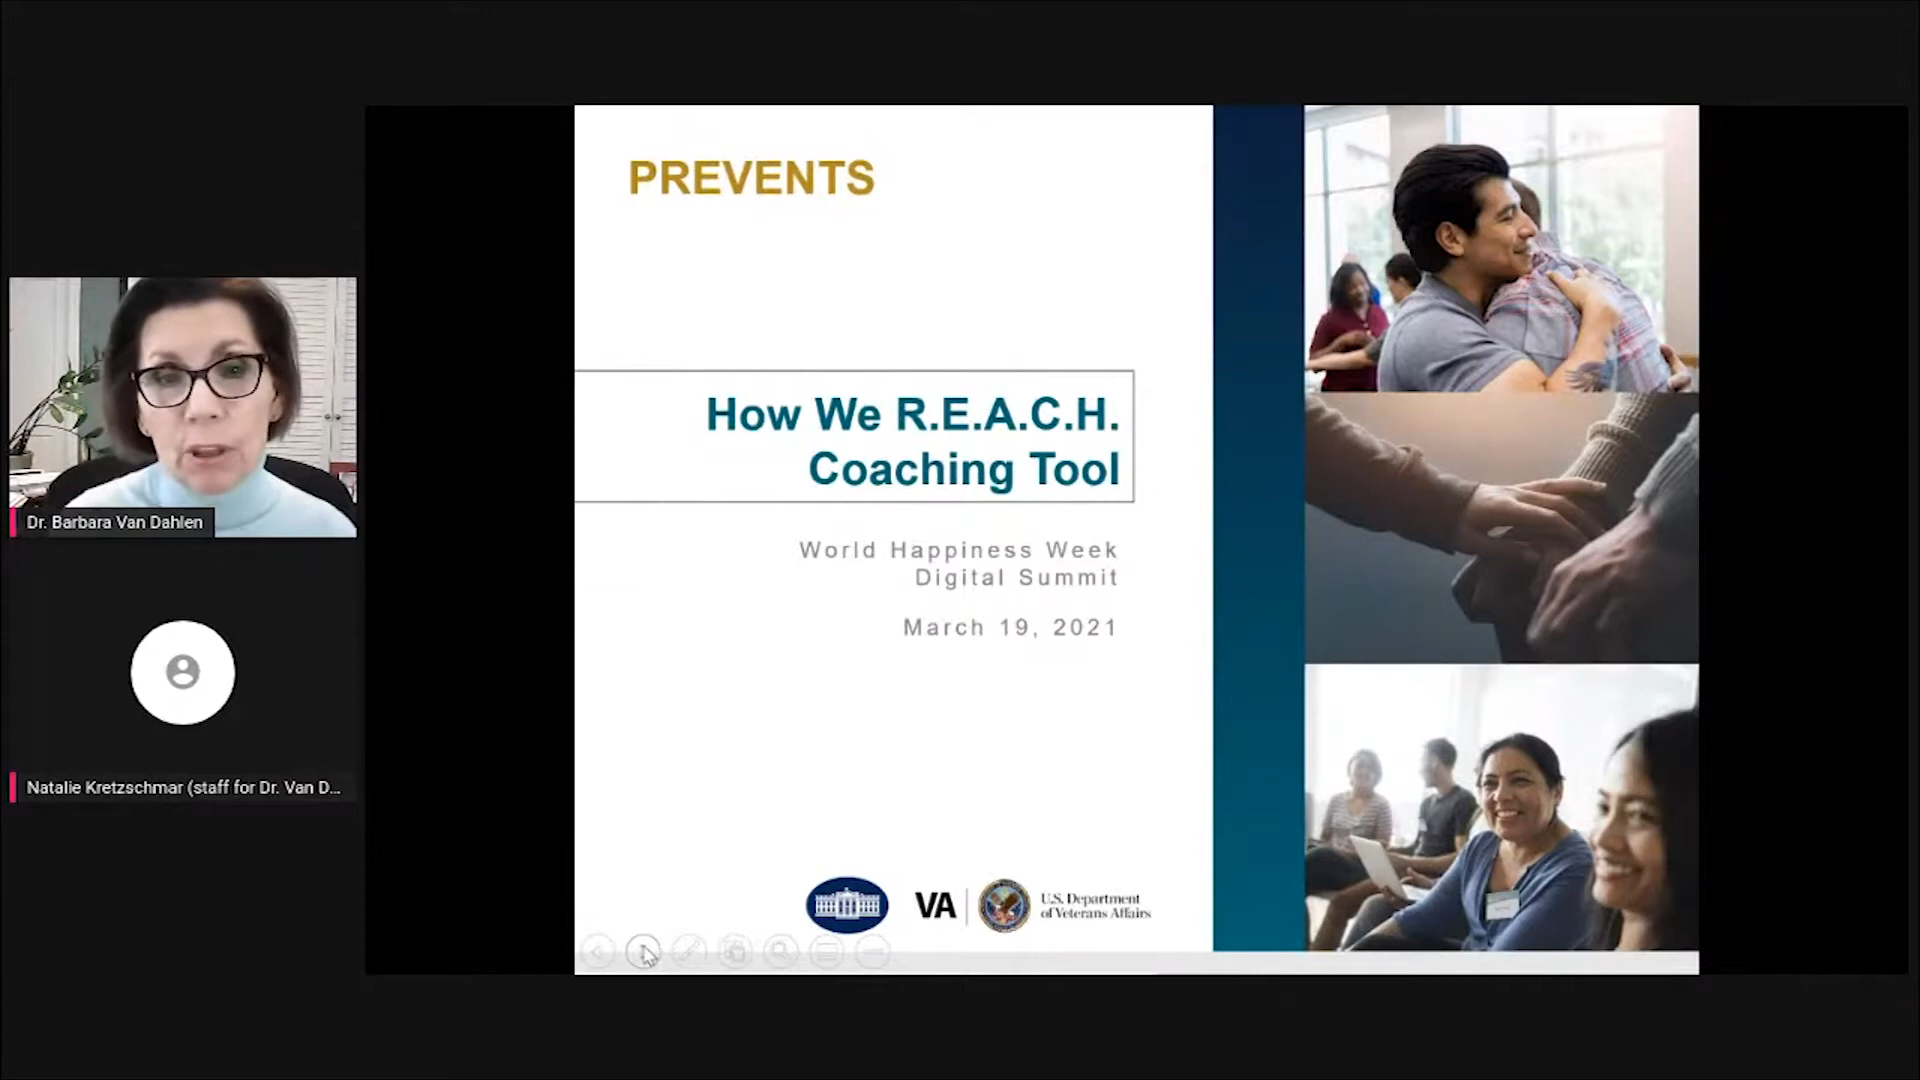 PREVENTS
How We R.E.A.C.H.
Coaching Tool
World Happiness Week
Digital Summit
March 19, 2021
VA
U.S. Department
of Veterans Affairs
Dr. Barbara Van Dahlen
Natalie Kretzschmar (staff for Dr. Van D...